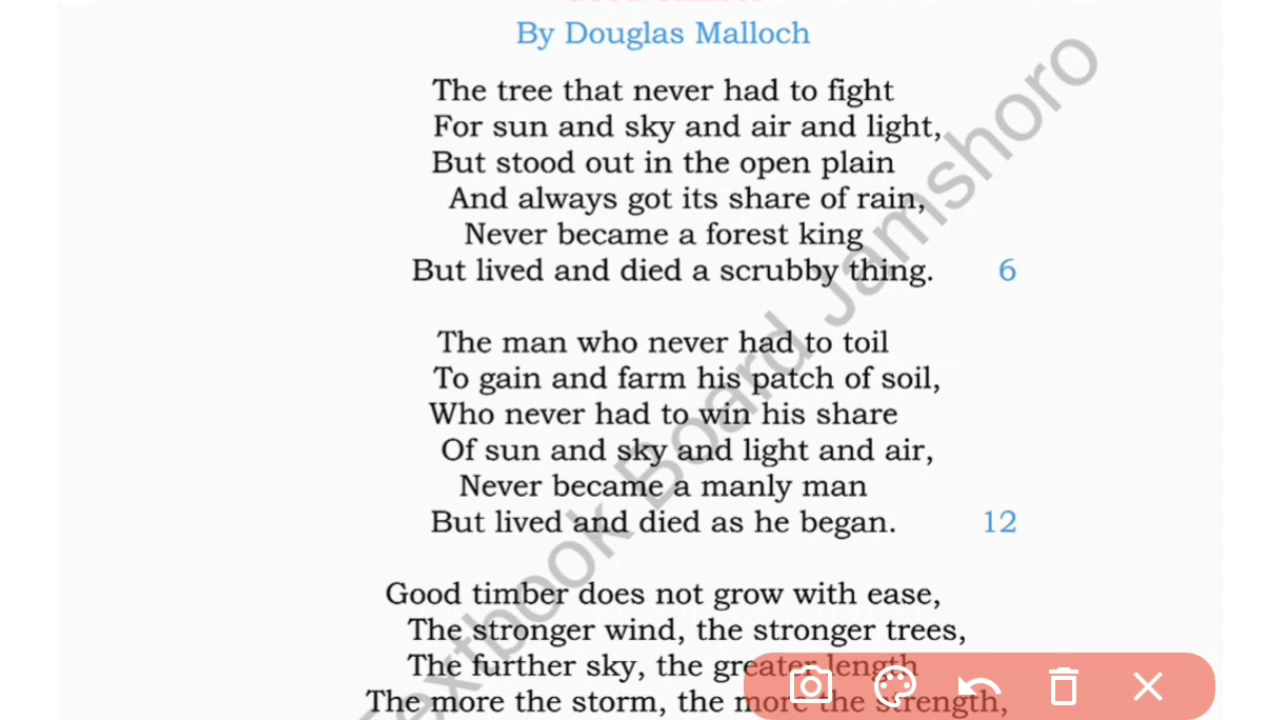 By Douglas Malloch
The tree that never had to fight
For sun and sky and air and light,
But stood out in the open plain
And always got its share of rain,
Never became a forest king
But lived and died a scrubby thing. 6
The man who never had to toil
To gain and farm his patch of soil,
Who never had to win his share
Of sun and sky and light and air,
Never became a manly man
But lived and died as he began. 12
Good timber does not grow with ease,
The stronger wind, the stronger trees,
The further sky, the greater length
The more the storm, the more the strength,
Textbook Board Jamshoro